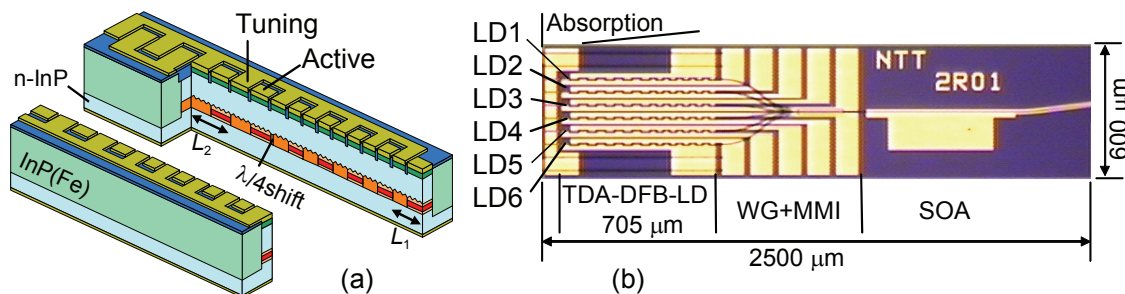 Tuning
Active
n-InP
L2
λ/4shift
InP(Fe)
L1
(a)
Absorption
LD1
LD2
LD3
LD4
LD5
LD6
NTT
2R01
600 μm
TDA-DFB-LD
705 μm
WG+MMI
SOA
2500 μm
(b)